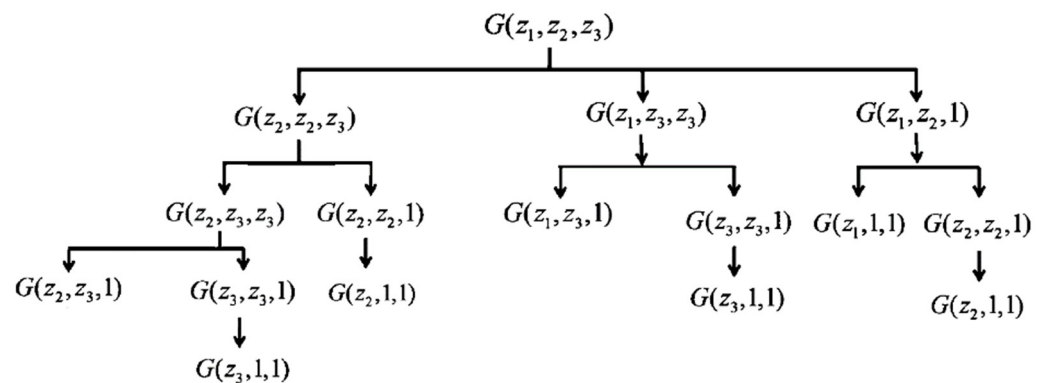 G(z₁,z₂,z₃)
G(z₂,z₂,z₃) G(z₁,z₃,z₃) G(z₁,z₂,1)
G(z₂,z₃,z₃) G(z₂,z₂,1) G(z₁,z₃,1) G(z₃,z₃,1) G(z₁,1,1) G(z₂,z₂,1)
G(z₂,z₃,1) G(z₃,z₃,1) G(z₂,1,1) G(z₃,1,1) G(z₂,1,1)
G(z₃,1,1)